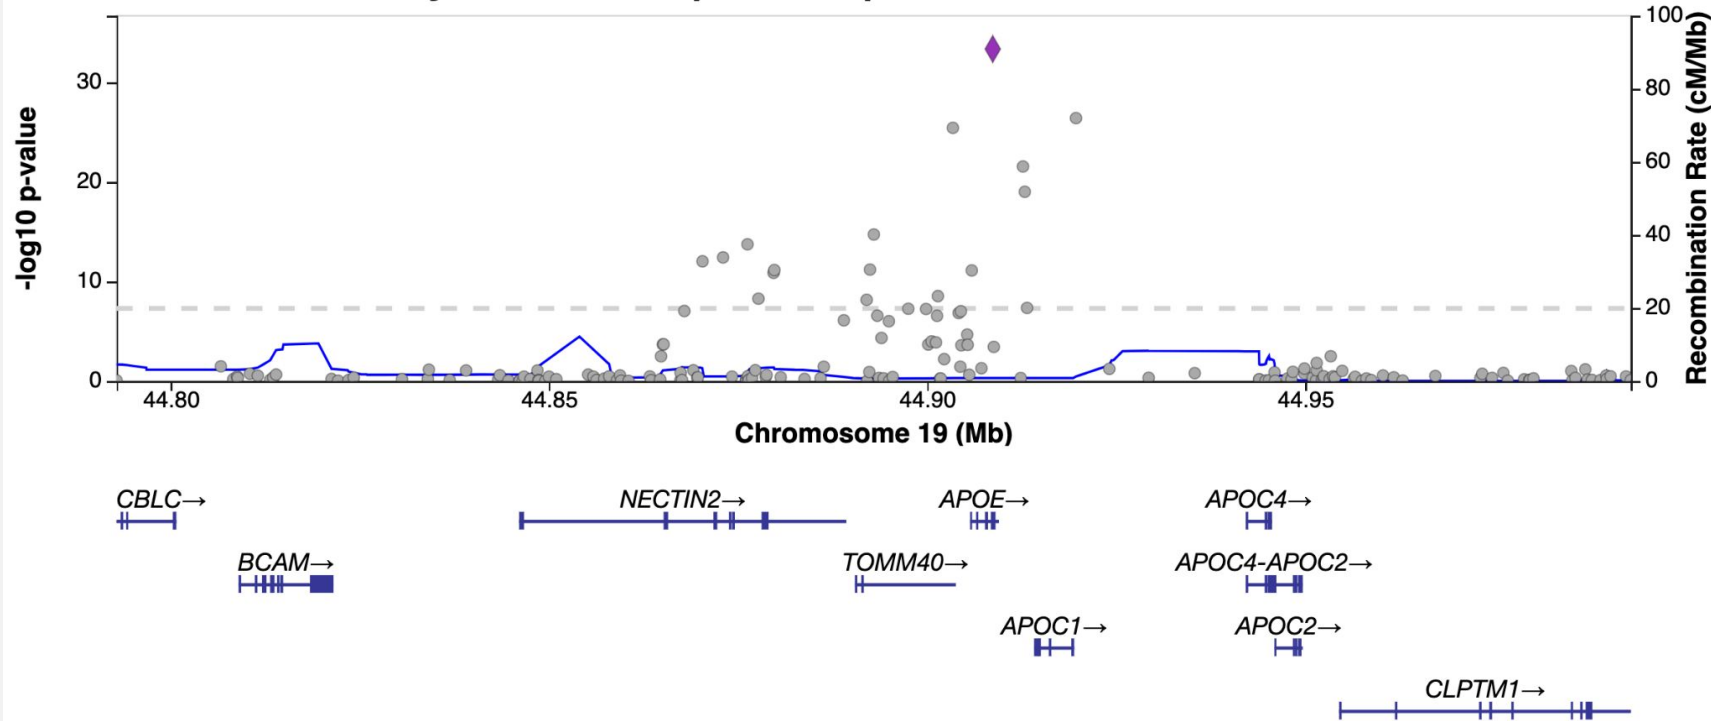 -log10 p-value
30
20
10
0
100
80
60
40
20
0
Recombination Rate (cM/Mb)
44.80
44.85
44.90
44.95
Chromosome 19 (Mb)
CBLC→
NECTIN2→
APOE→
APOC4→
BCAM→
TOMM40→
APOC4-APOC2→
APOC1→
APOC2→
CLPTM1→